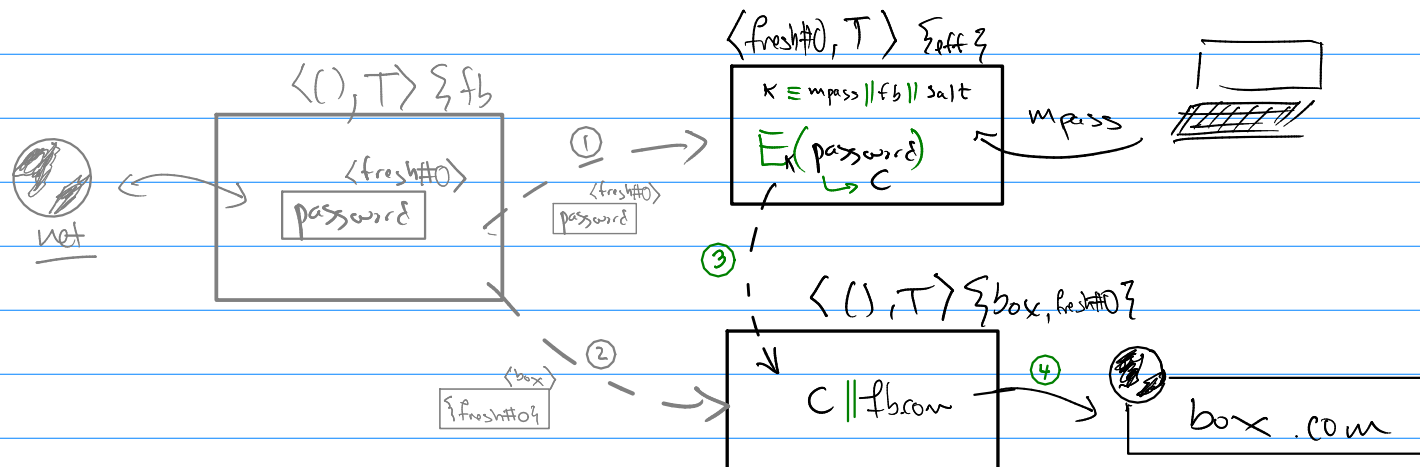 ⟨fresh#0, T⟩ {eff}
⟨(), T⟩ {fb
K ≡ mpass || fb || salt
mpass
E_K(password)
C
①
⟨fresh#0⟩
password
⟨fresh#0⟩
password
net
③
⟨(), T⟩ {box, fresh#0}
②
⟨box⟩
{fresh#0}
C || fb.com
④
box.com